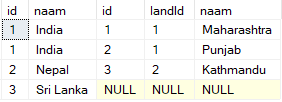 id naam id landId naam
1 India 1 1 Maharashtra
1 India 2 1 Punjab
2 Nepal 3 2 Kathmandu
3 Sri Lanka NULL NULL NULL